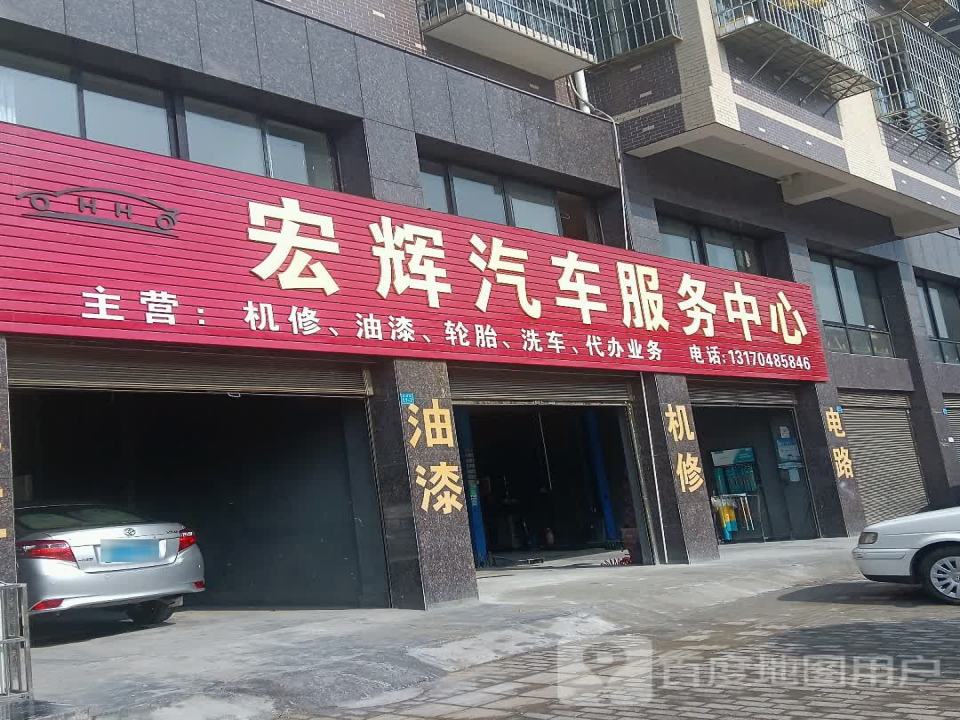 HH
宏辉汽车服务中心
主营：机修、油漆、轮胎、洗车、代办业务 电话:13170485846
油漆
机修
电路
百度地图用户